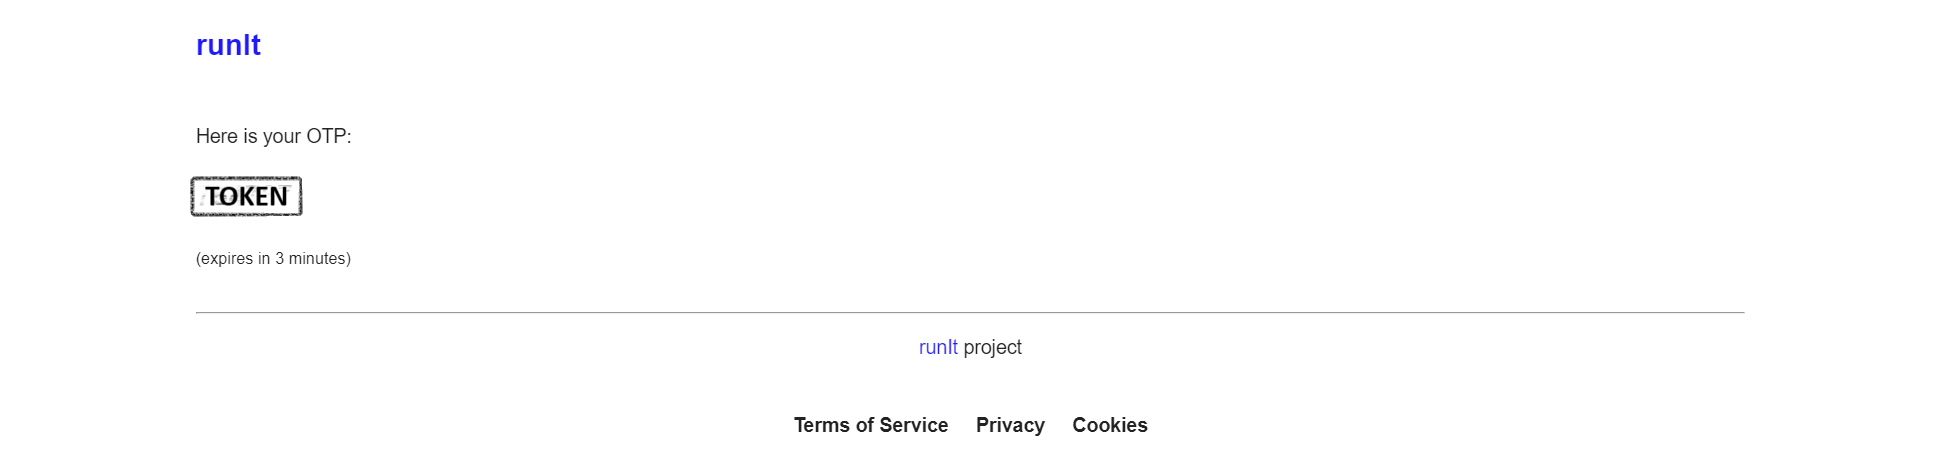 runIt
Here is your OTP:
TOKEN
(expires in 3 minutes)
runIt project
Terms of Service Privacy Cookies